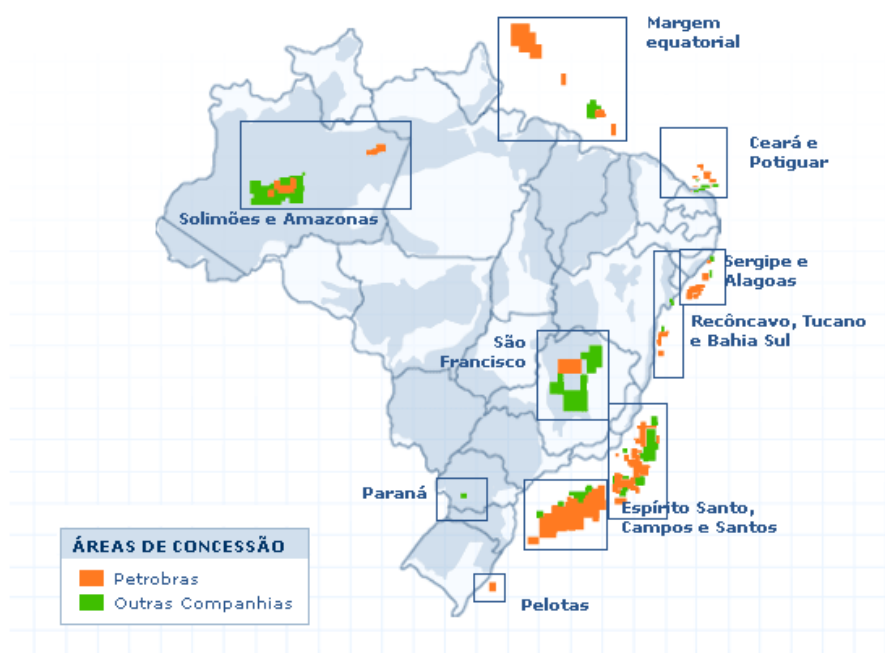 Margem
equatorial
Ceará e
Potiguar
Solimões e Amazonas
Sergipe e
Alagoas
Recôncavo, Tucano
e Bahia Sul
São
Francisco
Paraná
Espírito Santo,
Campos e Santos
ÁREAS DE CONCESSÃO
Petrobras
Outras Companhias
Pelotas